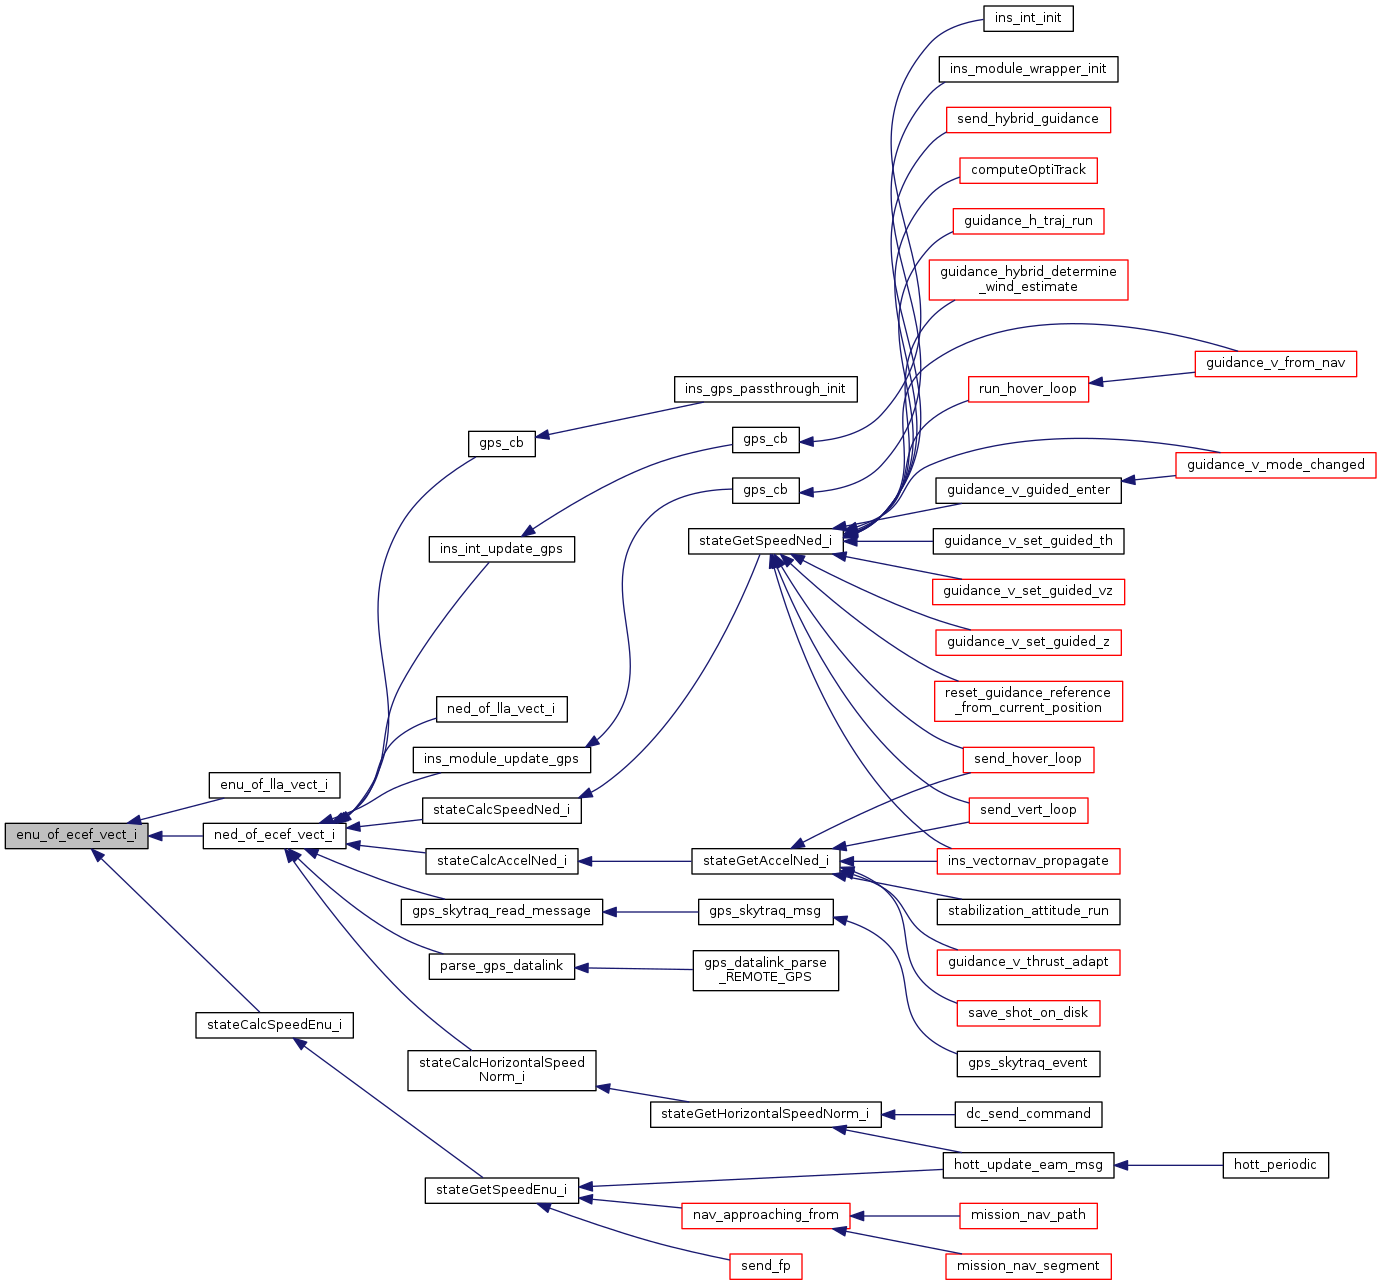 ins_int_init
ins_module_wrapper_init
send_hybrid_guidance
computeOptiTrack
guidance_h_traj_run
guidance_hybrid_determine
_wind_estimate
guidance_v_from_nav
run_hover_loop
ins_gps_passthrough_init
gps_cb
gps_cb
guidance_v_mode_changed
gps_cb
guidance_v_guided_enter
stateGetSpeedNed_i
guidance_v_set_guided_th
ins_int_update_gps
guidance_v_set_guided_vz
guidance_v_set_guided_z
reset_guidance_reference
_from_current_position
ned_of_lla_vect_i
ins_module_update_gps
send_hover_loop
enu_of_lla_vect_i
stateCalcSpeedNed_i
send_vert_loop
enu_of_ecef_vect_i
ned_of_ecef_vect_i
stateCalcAccelNed_i
stateGetAccelNed_i
ins_vectornav_propagate
gps_skytraq_read_message
gps_skytraq_msg
stabilization_attitude_run
parse_gps_datalink
gps_datalink_parse
_REMOTE_GPS
guidance_v_thrust_adapt
save_shot_on_disk
stateCalcSpeedEnu_i
gps_skytraq_event
stateCalcHorizontalSpeed
Norm_i
stateGetHorizontalSpeedNorm_i
dc_send_command
hott_update_eam_msg
hott_periodic
stateGetSpeedEnu_i
nav_approaching_from
mission_nav_path
send_fp
mission_nav_segment